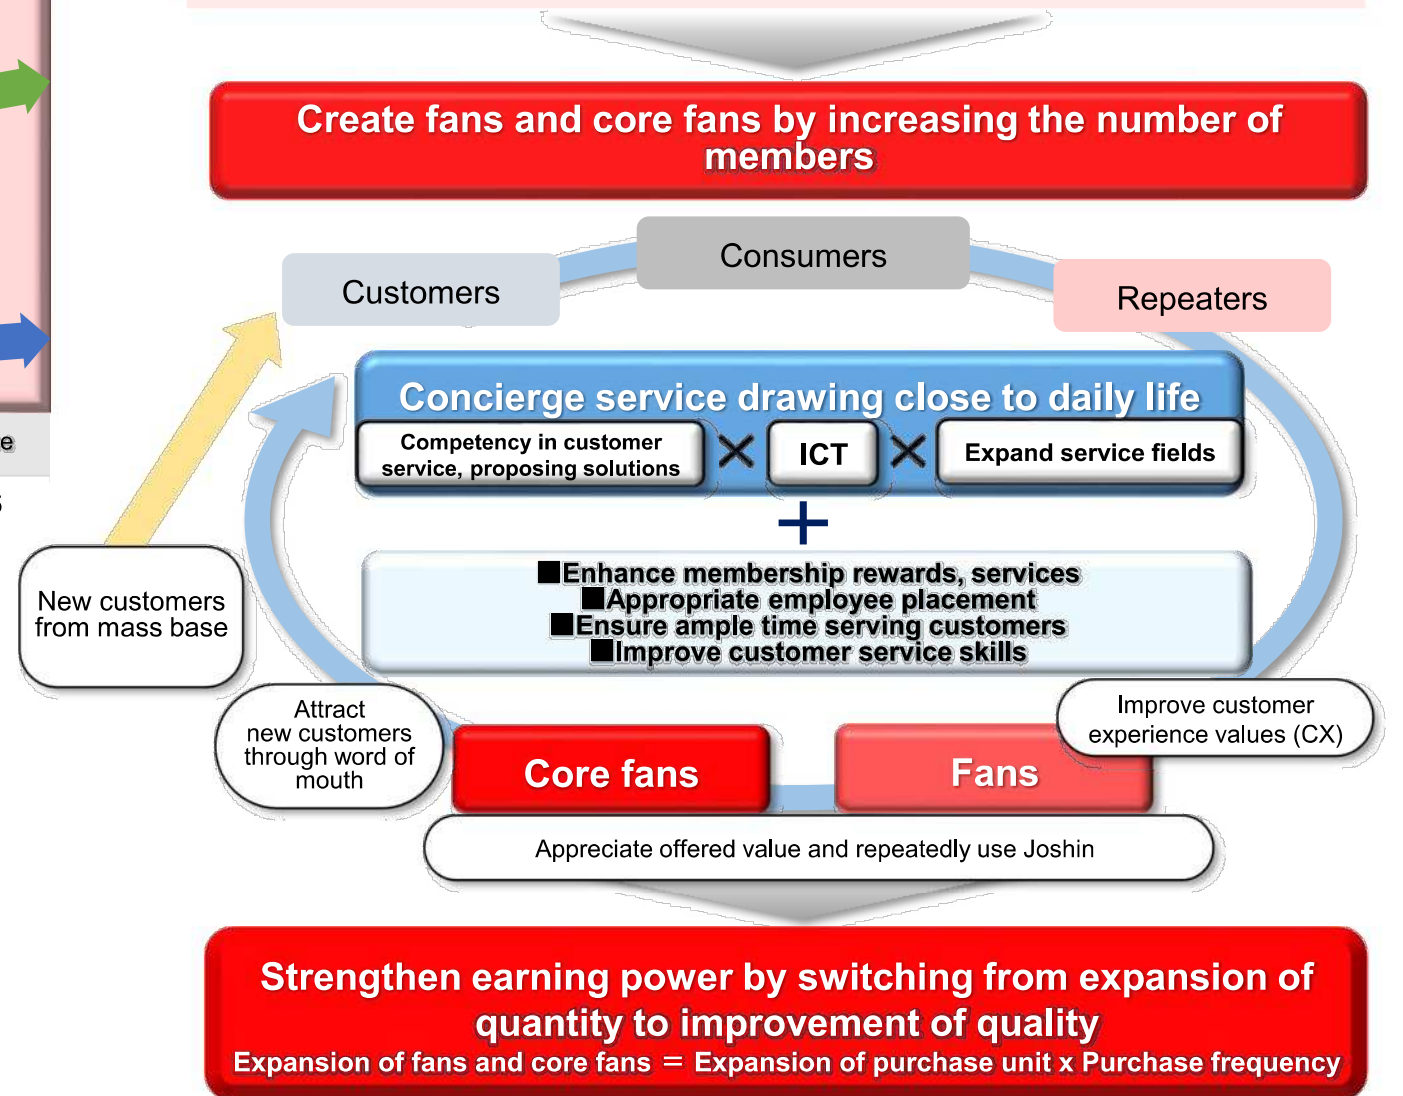 Create fans and core fans by increasing the number of
members
Consumers
Customers
Repeaters
Concierge service drawing close to daily life
Competency in customer
service, proposing solutions
×
ICT
×
Expand service fields
+
■Enhance membership rewards, services
■Appropriate employee placement
■Ensure ample time serving customers
■Improve customer service skills
New customers
from mass base
Attract
new customers
through word of
mouth
Improve customer
experience values (CX)
Core fans
Fans
Appreciate offered value and repeatedly use Joshin
Strengthen earning power by switching from expansion of
quantity to improvement of quality
Expansion of fans and core fans = Expansion of purchase unit x Purchase frequency